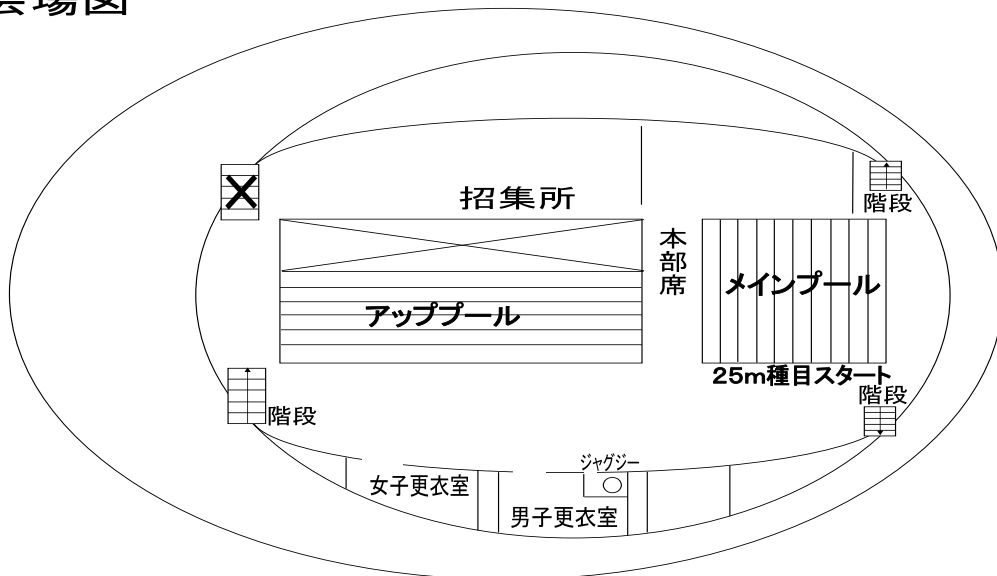 会場図
招集所
階段
本部席
メインプール
アッププール
25m種目スタート
階段
階段
ジャグジー
女子更衣室
男子更衣室